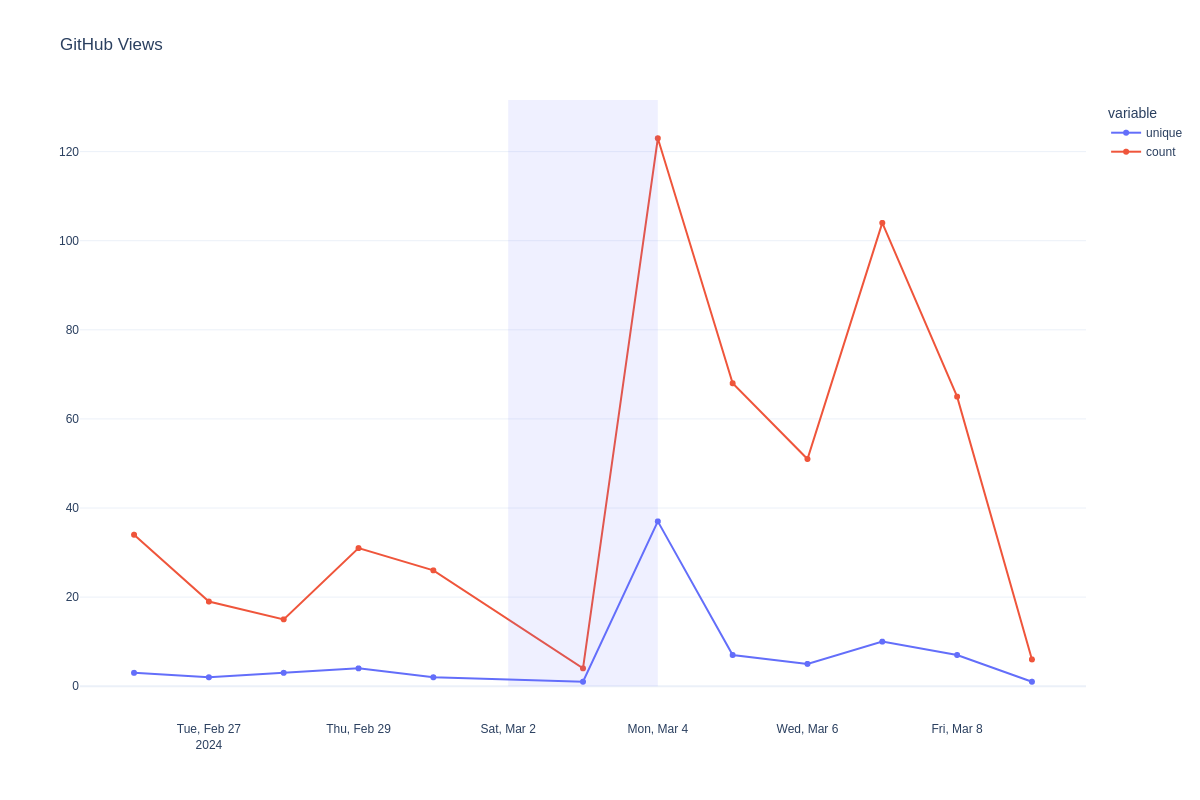 GitHub Views
variable
unique
count
120
100
80
60
40
20
0
Tue, Feb 27
2024
Thu, Feb 29
Sat, Mar 2
Mon, Mar 4
Wed, Mar 6
Fri, Mar 8